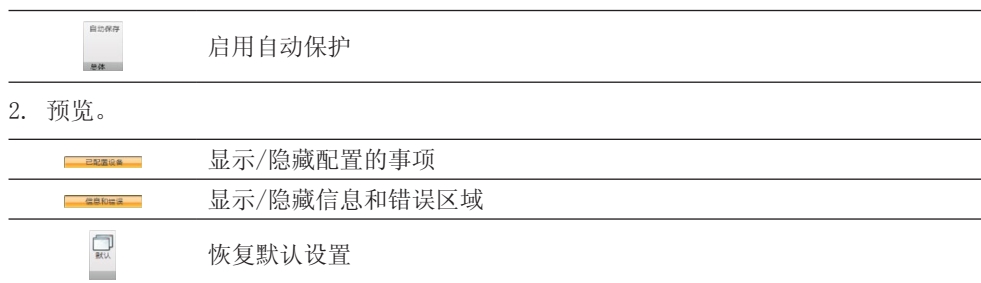 自动保存
总体
启用自动保护
2. 预览。
已配置设备
显示/隐藏配置的事项
信息和错误
显示/隐藏信息和错误区域
默认
恢复默认设置